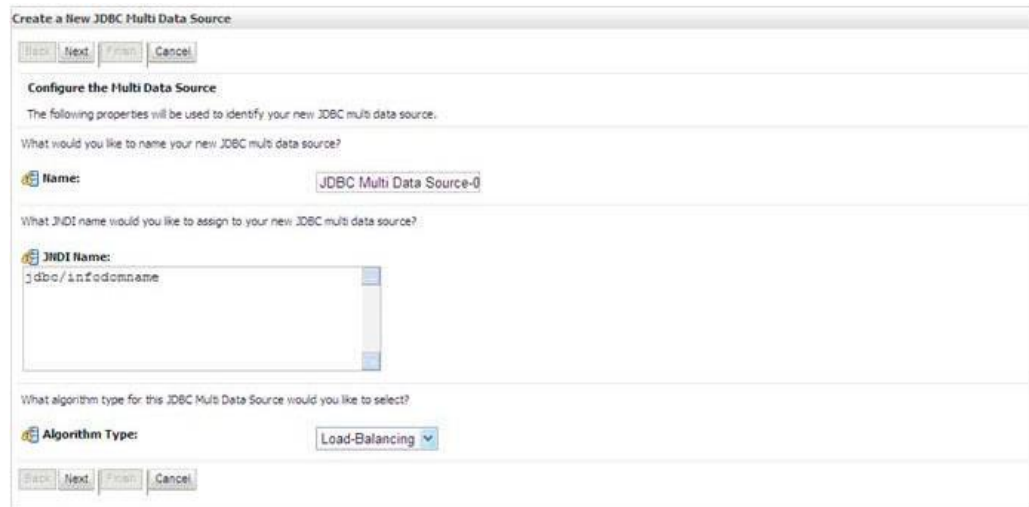 Create a New JDBC Multi Data Source
Back Next Finish Cancel
Configure the Multi Data Source
The following properties will be used to identify your new JDBC multi data source.
What would you like to name your new JDBC multi data source?
Name: JDBC Multi Data Source-0
What JNDI name would you like to assign to your new JDBC multi data source?
JNDI Name:
jdbc/infodomname
What algorithm type for this JDBC Multi Data Source would you like to select?
Algorithm Type: Load-Balancing
Back Next Finish Cancel